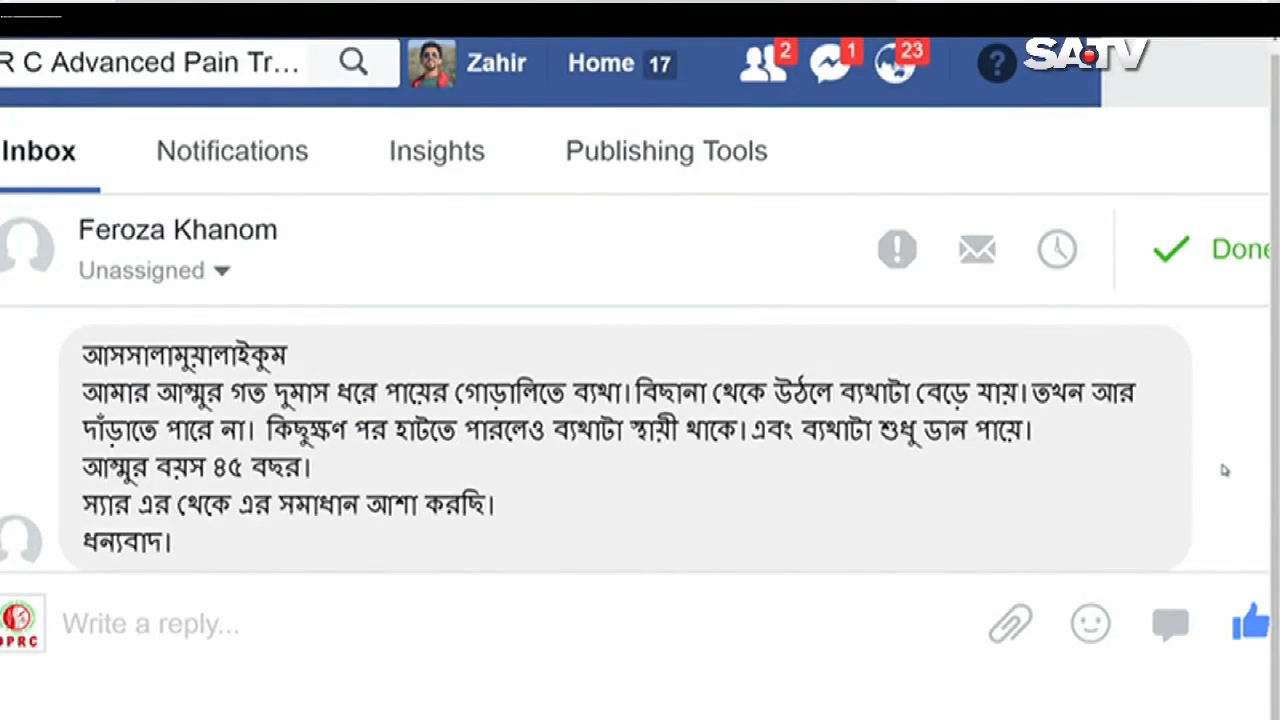 R C Advanced Pain Tr...
Zahir
Home 17
2
1
23
?
SATV
Inbox
Notifications
Insights
Publishing Tools
Feroza Khanom
Unassigned
Done
আসসালামুয়ালাইকুম
আমার আম্মুর গত দুমাস ধরে পায়ের গোড়ালিতে ব্যথা। বিছানা থেকে উঠলে ব্যথাটা বেড়ে যায়। তখন আর
দাঁড়াতে পারে না। কিছুক্ষণ পর হাটতে পারলেও ব্যথাটা স্থায়ী থাকে। এবং ব্যথাটা শুধু ডান পায়ে।
আম্মুর বয়স ৪৫ বছর।
স্যার এর থেকে এর সমাধান আশা করছি।
ধন্যবাদ।
DPRC
Write a reply...